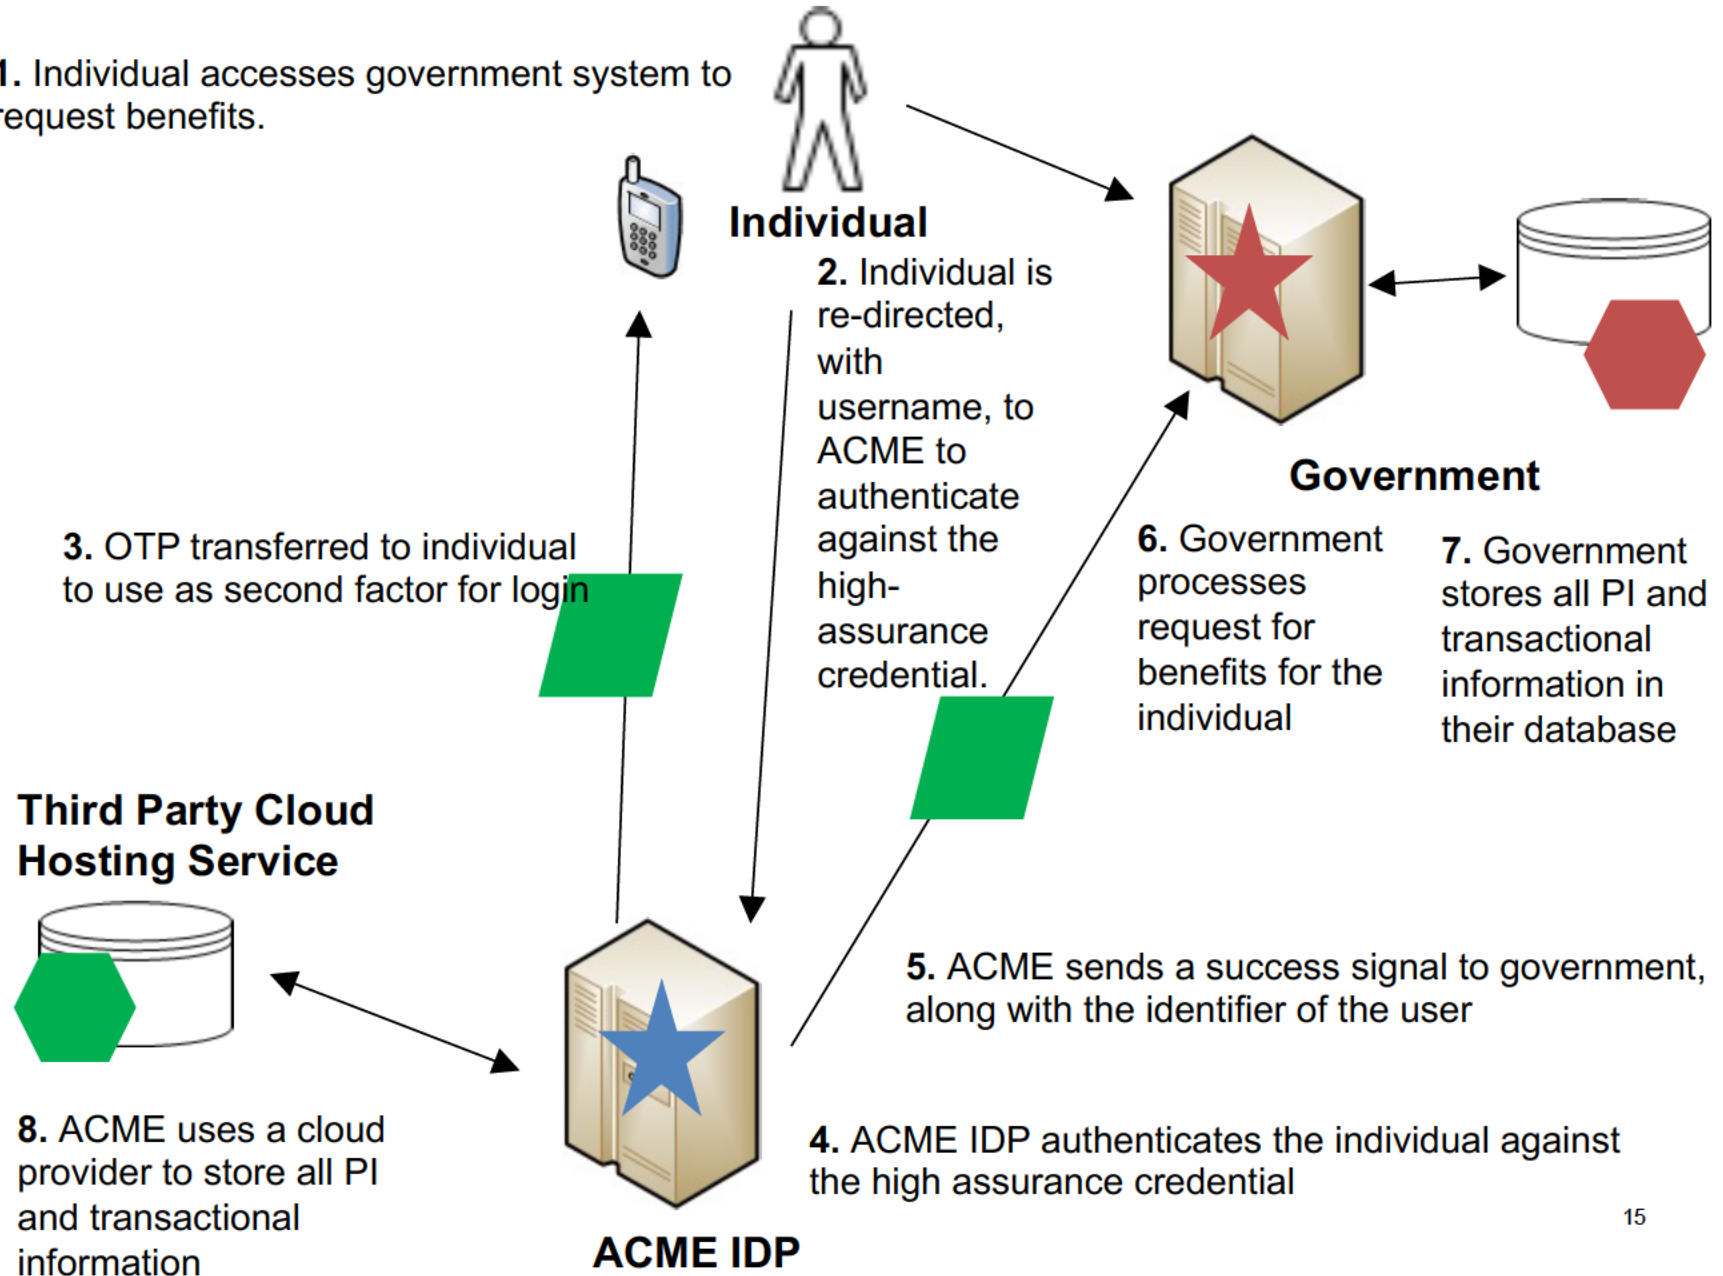 1. Individual accesses government system to
request benefits.
Individual
2. Individual is
re-directed,
with
username, to
ACME to
authenticate
against the
high-
assurance
credential.
Government
3. OTP transferred to individual
to use as second factor for login
6. Government
processes
request for
benefits for the
individual
7. Government
stores all PI and
transactional
information in
their database
Third Party Cloud
Hosting Service
5. ACME sends a success signal to government,
along with the identifier of the user
8. ACME uses a cloud
provider to store all PI
and transactional
information
4. ACME IDP authenticates the individual against
the high assurance credential
ACME IDP
15